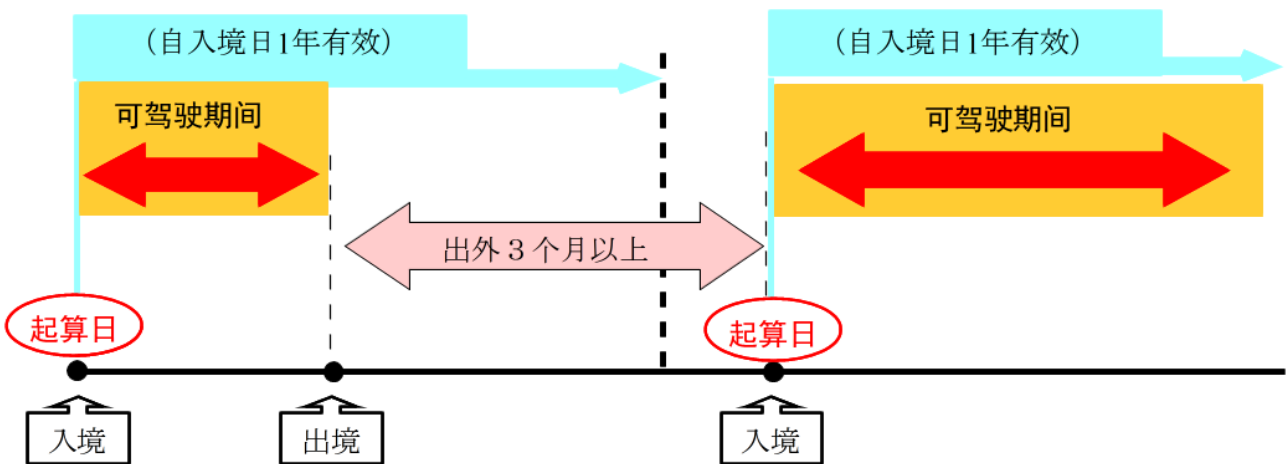 (自入境日1年有效)
(自入境日1年有效)
可驾驶期间
可驾驶期间
出外３个月以上
起算日
起算日
入境
出境
入境